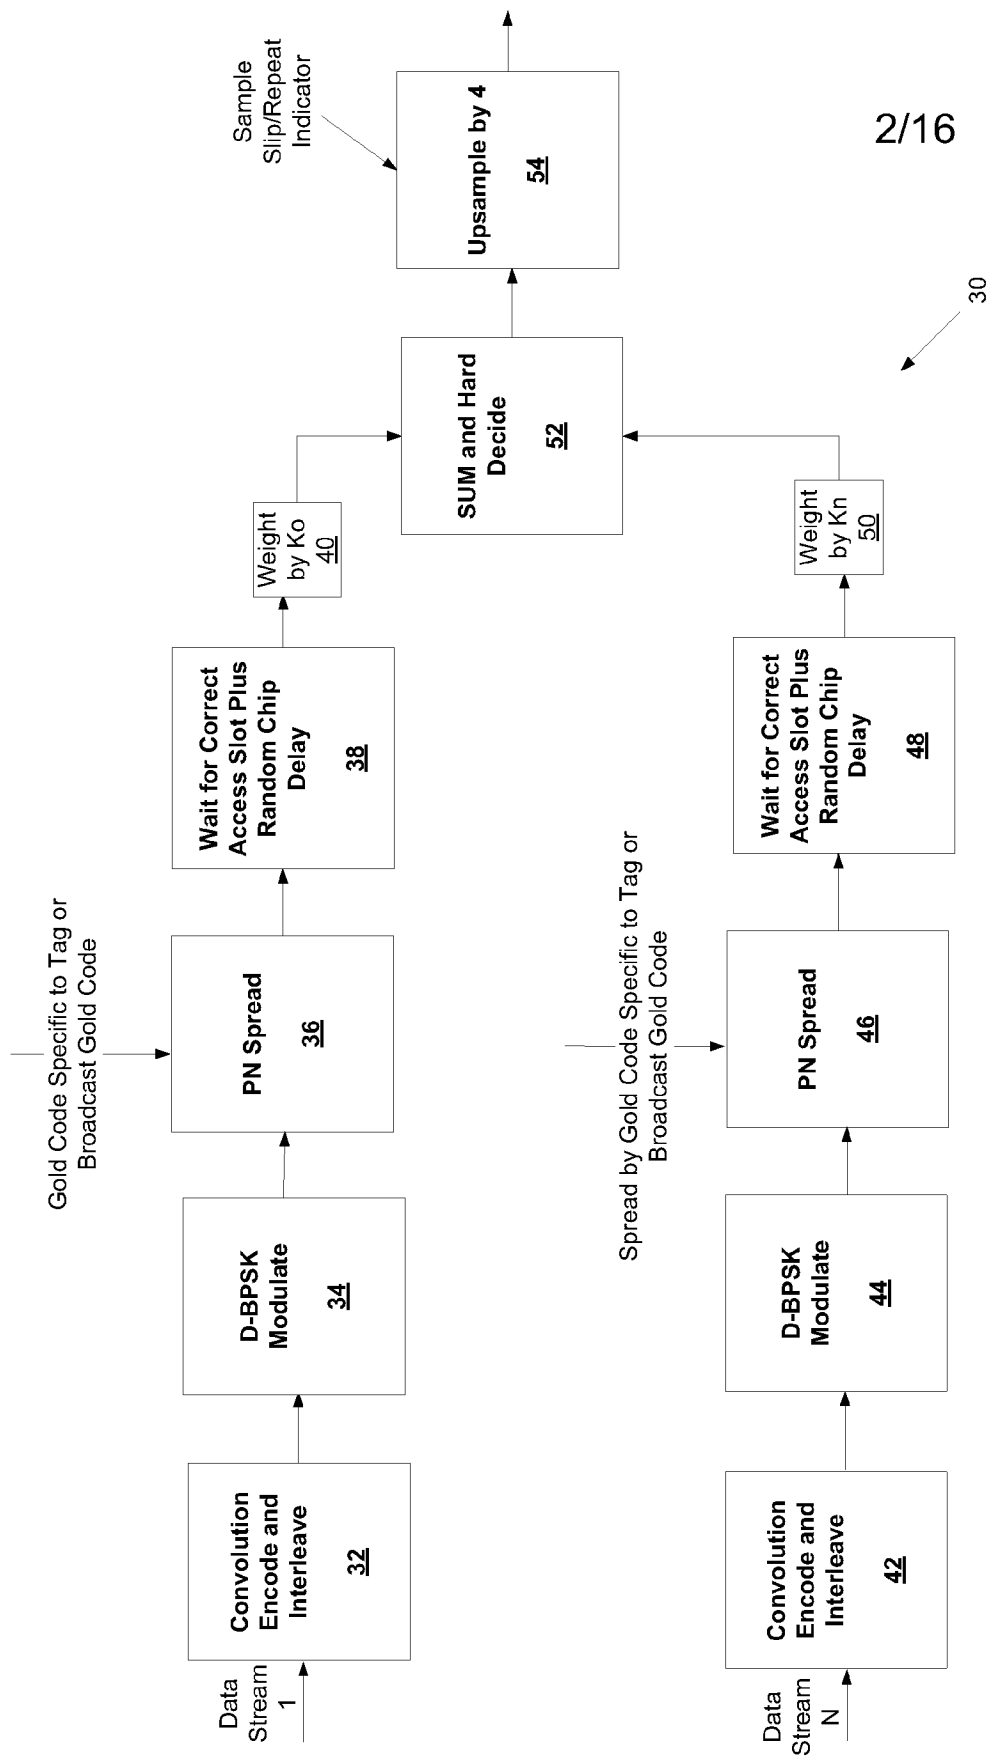 2/16
Data
Stream
1
Convolution
Encode and
Interleave
32
D-BPSK
Modulate
34
Gold Code Specific to Tag or
Broadcast Gold Code
PN Spread
36
Wait for Correct
Access Slot Plus
Random Chip
Delay
38
Weight
by Ko
40
SUM and Hard
Decide
52
Sample
Slip/Repeat
Indicator
Upsample by 4
54
Data
Stream
N
Convolution
Encode and
Interleave
42
D-BPSK
Modulate
44
Spread by Gold Code Specific to Tag or
Broadcast Gold Code
PN Spread
46
Wait for Correct
Access Slot Plus
Random Chip
Delay
48
Weight
by Kn
50
30